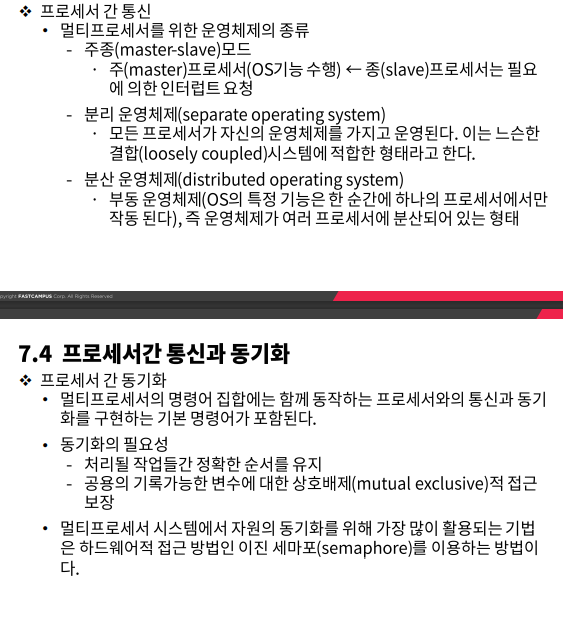 ❖ 프로세서 간 통신
• 멀티프로세서를 위한 운영체제의 종류
- 주종(master-slave)모드
· 주(master)프로세서(OS기능 수행) ← 종(slave)프로세서는 필요
에 의한 인터럽트 요청
- 분리 운영체제(separate operating system)
· 모든 프로세서가 자신의 운영체제를 가지고 운영된다. 이는 느슨한
결합(loosely coupled)시스템에 적합한 형태라고 한다.
- 분산 운영체제(distributed operating system)
· 부동 운영체제(OS의 특정 기능은 한 순간에 하나의 프로세서에서만
작동 된다), 즉 운영체제가 여러 프로세서에 분산되어 있는 형태
pyright FASTCAMPUS Corp. All Rights Reserved
7.4 프로세서간 통신과 동기화
❖ 프로세서 간 동기화
• 멀티프로세서의 명령어 집합에는 함께 동작하는 프로세서와의 통신과 동기
화를 구현하는 기본 명령어가 포함된다.
• 동기화의 필요성
- 처리될 작업들간 정확한 순서를 유지
- 공용의 기록가능한 변수에 대한 상호배제(mutual exclusive)적 접근
보장
• 멀티프로세서 시스템에서 자원의 동기화를 위해 가장 많이 활용되는 기법
은 하드웨어적 접근 방법인 이진 세마포(semaphore)를 이용하는 방법이
다.